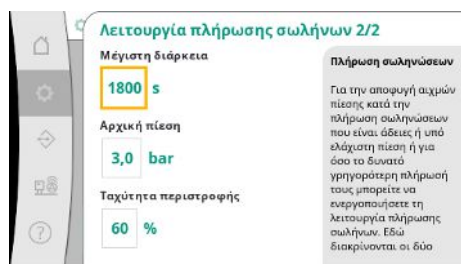 Λειτουργία πλήρωσης σωλήνων 2/2
Μέγιστη διάρκεια
1800 s
Αρχική πίεση
3,0 bar
Ταχύτητα περιστροφής
60 %
Πλήρωση σωληνώσεων
Για την αποφυγή αιχμών
πίεσης κατά την
πλήρωση σωληνώσεων
που είναι άδειες ή υπό
ελάχιστη πίεση ή για
όσο το δυνατό
γρηγορότερη πλήρωσή
τους μπορείτε να
ενεργοποιήσετε τη
λειτουργία πλήρωσης
σωλήνων. Εδώ
διακρίνονται οι δύο